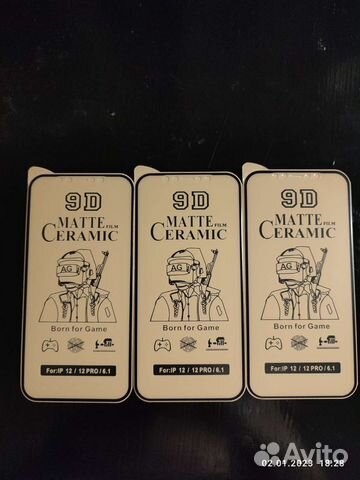 9D
MATTE FILM
CERAMIC
AG
Born for Game
For:IP 12 / 12 PRO / 6.1
9D
MATTE FILM
CERAMIC
AG
Born for Game
For:IP 12 / 12 PRO / 6.1
9D
MATTE FILM
CERAMIC
AG
Born for Game
For:IP 12 / 12 PRO / 6.1
02.01.2023 18:28
Avito